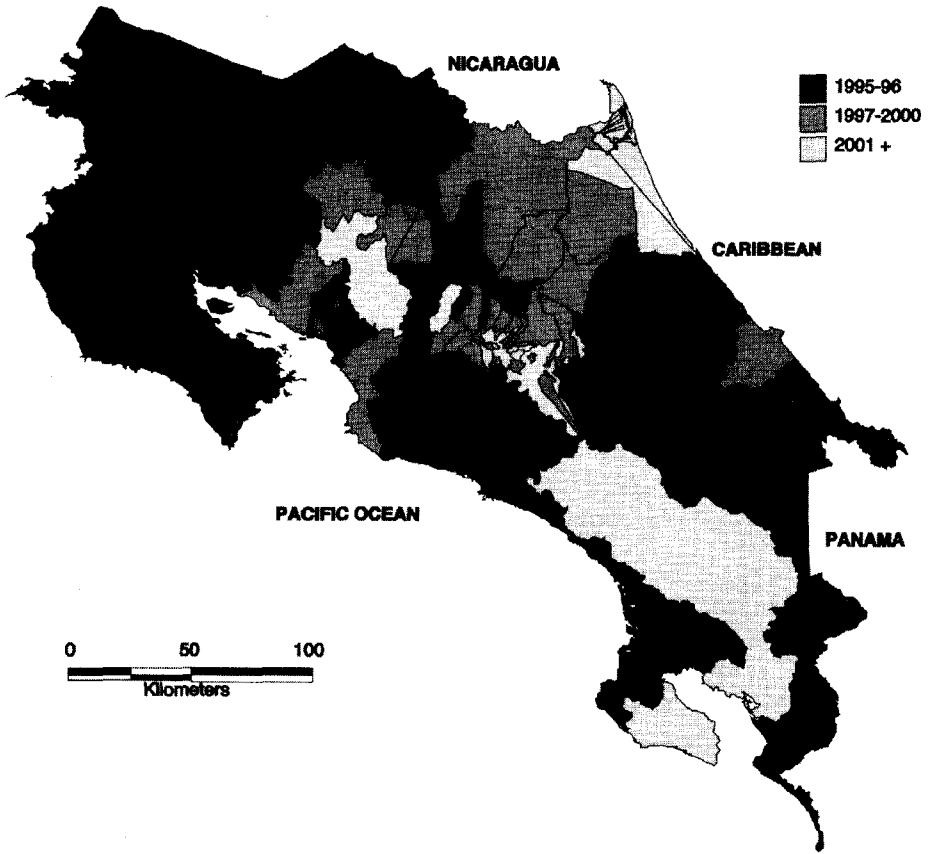 NICARAGUA
1995-96
1997-2000
2001 +
CARIBBEAN
PACIFIC OCEAN
PANAMA
0 50 100
Kilometers